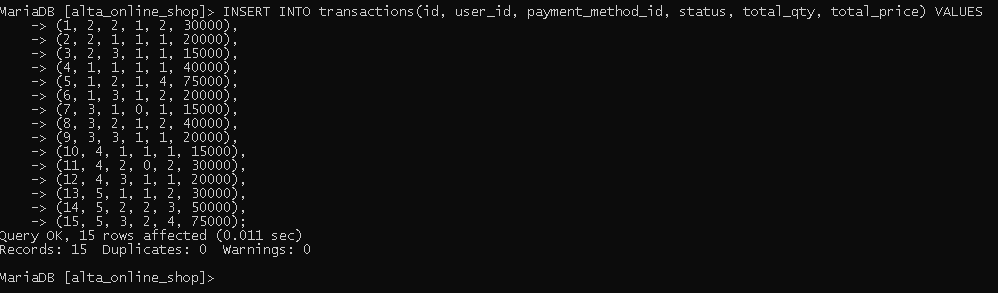 MariaDB [alta_online_shop]> INSERT INTO transactions(id, user_id, payment_method_id, status, total_qty, total_price) VALUES
    -> (1, 2, 2, 1, 2, 30000),
    -> (2, 2, 1, 1, 1, 20000),
    -> (3, 2, 3, 1, 1, 15000),
    -> (4, 1, 1, 1, 1, 40000),
    -> (5, 1, 2, 1, 4, 75000),
    -> (6, 1, 3, 1, 2, 20000),
    -> (7, 3, 1, 0, 1, 15000),
    -> (8, 3, 2, 1, 2, 40000),
    -> (9, 3, 3, 1, 1, 20000),
    -> (10, 4, 1, 1, 1, 15000),
    -> (11, 4, 2, 0, 2, 30000),
    -> (12, 4, 3, 1, 1, 20000),
    -> (13, 5, 1, 1, 2, 30000),
    -> (14, 5, 2, 2, 3, 50000),
    -> (15, 5, 3, 2, 4, 75000);
Query OK, 15 rows affected (0.011 sec)
Records: 15  Duplicates: 0  Warnings: 0
MariaDB [alta_online_shop]>